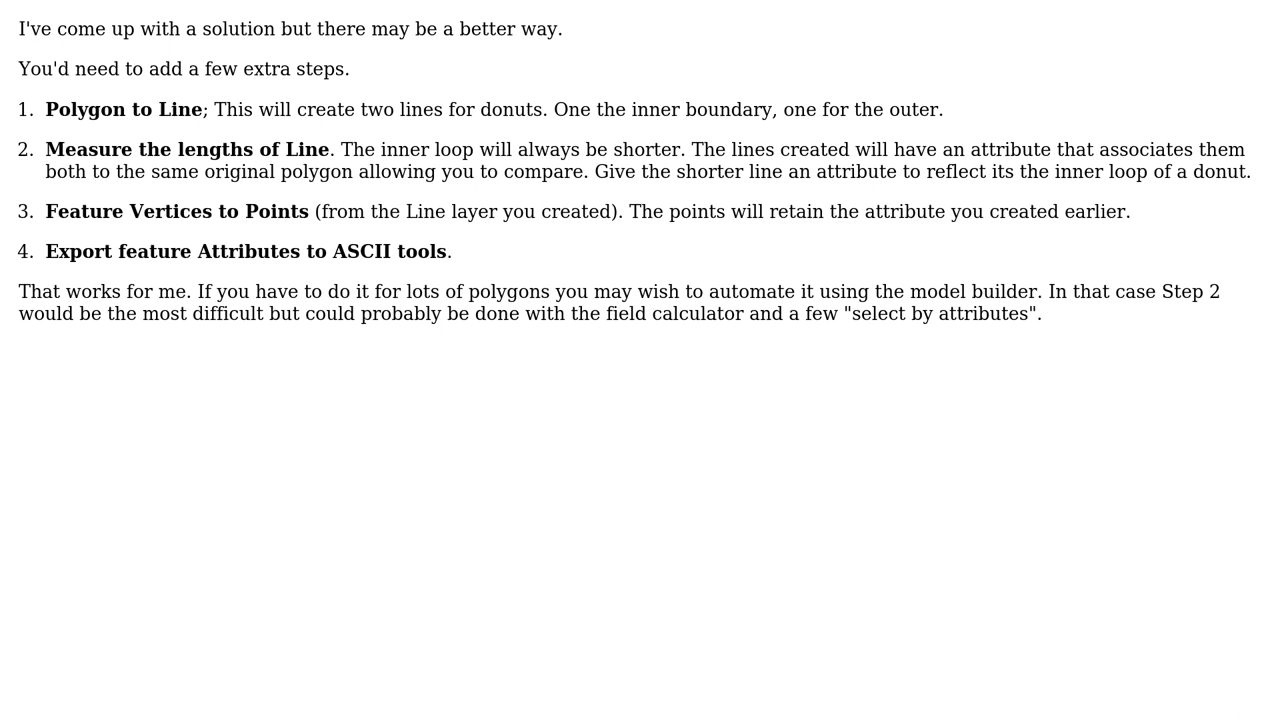 I've come up with a solution but there may be a better way.
You'd need to add a few extra steps.
1. Polygon to Line; This will create two lines for donuts. One the inner boundary, one for the outer.
2. Measure the lengths of Line. The inner loop will always be shorter. The lines created will have an attribute that associates them
both to the same original polygon allowing you to compare. Give the shorter line an attribute to reflect its the inner loop of a donut.
3. Feature Vertices to Points (from the Line layer you created). The points will retain the attribute you created earlier.
4. Export feature Attributes to ASCII tools.
That works for me. If you have to do it for lots of polygons you may wish to automate it using the model builder. In that case Step 2
would be the most difficult but could probably be done with the field calculator and a few "select by attributes".